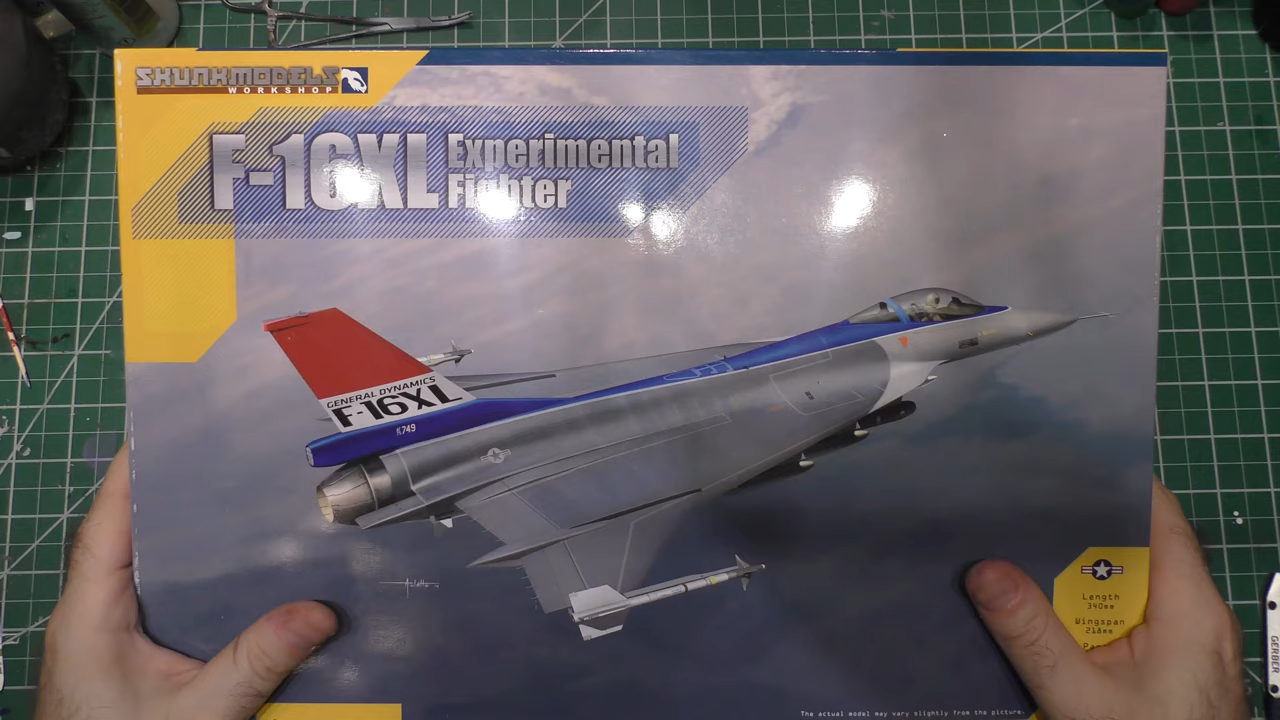 SKUNKMODELS
WORKSHOP
F-16XL Experimental
Fighter
GENERAL DYNAMICS
F-16XL
749
Length
340mm
Wingspan
218mm
The actual model may vary slightly from the picture.
GERBER